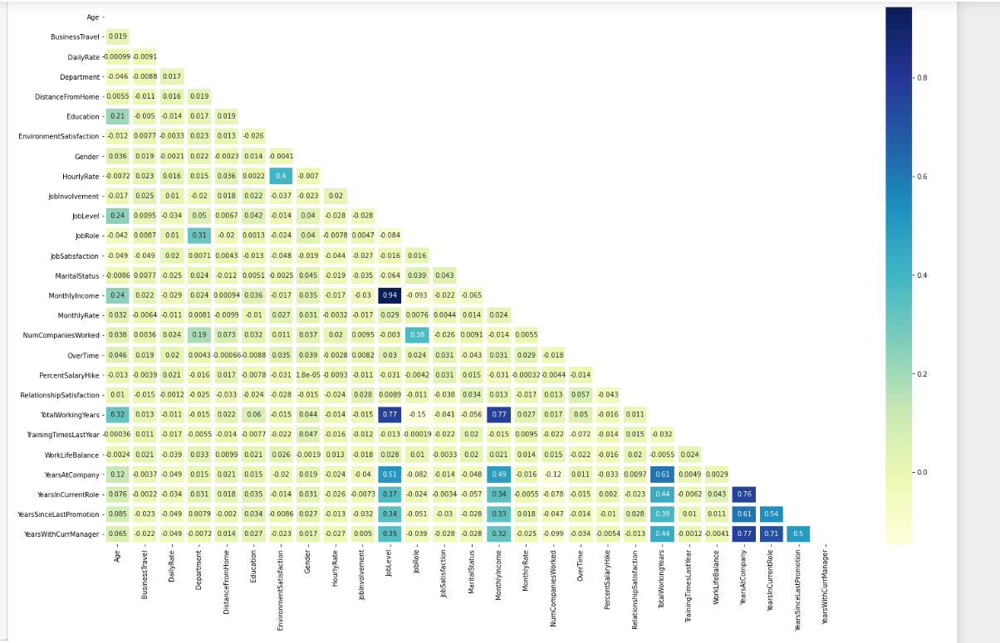 Age
BusinessTravel 0.019
DailyRate 0.00099 -0.0091
Department -0.046 -0.0088 0.017
DistanceFromHome 0.0055 -0.011 0.016 0.019
Education 0.21 -0.005 -0.014 0.017 0.019
EnvironmentSatisfaction -0.012 0.0077 -0.0033 0.023 0.013 -0.026
Gender 0.036 0.019 -0.0021 0.022 -0.0023 0.014 -0.0041
0.8
HourlyRate -0.0072 0.023 0.016 0.015 0.036 0.0022 0.4 -0.007
0.6
JobInvolvement -0.017 0.025 0.01 -0.02 0.018 0.022 -0.037 -0.023 0.02
JobLevel 0.24 0.0095 -0.034 0.05 0.0067 0.042 -0.014 0.04 -0.028 -0.028
JobRole -0.042 0.0087 0.01 0.31 -0.02 0.0013 -0.024 0.04 -0.0078 0.0047 -0.084
JobSatisfaction -0.049 -0.049 0.02 0.0071 0.0043 -0.013 -0.048 -0.019 -0.044 -0.027 -0.016 0.016
MaritalStatus -0.0086 0.0077 -0.025 0.024 -0.012 0.0051 -0.0025 0.045 -0.019 -0.035 -0.064 0.039 0.043
0.4
MonthlyIncome 0.24 0.022 -0.029 0.024 0.00094 0.036 -0.017 0.035 -0.017 -0.03 0.94 -0.093 -0.022 -0.065
MonthlyRate 0.032 -0.0064 -0.011 0.0081 -0.0099 -0.01 0.027 0.031 -0.0032 -0.017 0.029 0.0076 0.0044 0.014 0.024
NumCompaniesWorked 0.038 0.0036 0.024 0.19 0.073 0.032 0.011 0.037 0.02 0.0095 -0.003 0.38 -0.026 0.0091 -0.014 0.0055
OverTime 0.046 0.019 0.02 0.0043 -0.00066 -0.0088 0.035 0.039 -0.0028 0.0082 0.03 0.024 0.031 -0.043 0.031 0.029 -0.018
PercentSalaryHike -0.013 -0.0039 0.021 -0.016 0.017 -0.0078 -0.031 1.8e-05 -0.0093 -0.011 -0.031 -0.0042 0.031 0.015 -0.031 -0.00032 -0.0044 -0.014
0.2
RelationshipSatisfaction 0.01 -0.015 -0.0012 -0.025 -0.033 -0.024 -0.028 -0.015 -0.024 0.028 0.0089 -0.011 -0.038 0.034 0.013 -0.017 0.013 0.057 -0.043
TotalWorkingYears 0.32 0.013 -0.011 -0.015 0.022 0.06 -0.015 0.044 -0.014 -0.015 0.77 -0.15 -0.041 -0.056 0.77 0.027 0.017 0.05 -0.016 0.011
TrainingTimesLastYear 0.00036 0.011 -0.017 -0.0055 -0.014 -0.0077 -0.022 0.047 -0.016 -0.012 -0.013 -0.00019 -0.022 0.02 -0.015 0.0095 -0.022 -0.072 -0.014 0.015 -0.032
WorkLifeBalance -0.0024 0.021 -0.039 0.033 0.0099 0.021 0.026 -0.0019 0.013 -0.018 0.028 0.01 -0.0033 0.02 0.021 0.014 0.015 -0.022 -0.016 0.02 -0.0055 0.024
YearsAtCompany 0.12 -0.0037 -0.049 0.015 0.021 0.015 -0.02 0.019 -0.024 -0.04 0.51 -0.082 -0.014 -0.048 0.49 -0.016 -0.12 0.011 -0.033 0.0097 0.61 0.0049 0.0029
0.0
YearsInCurrentRole 0.076 -0.0022 -0.034 0.031 0.018 0.035 -0.014 0.031 -0.026 -0.0073 0.37 -0.024 -0.0034 -0.057 0.34 -0.0055 -0.078 -0.015 0.002 -0.023 0.44 -0.0062 0.043 0.76
YearsSinceLastPromotion 0.085 -0.023 -0.049 0.0079 -0.002 0.034 -0.0086 0.027 -0.013 -0.032 0.34 -0.051 -0.03 -0.028 0.33 0.018 -0.047 -0.014 -0.01 -0.028 0.39 0.01 0.011 0.61 0.54
YearsWithCurrManager 0.065 -0.022 -0.04 -0.0072 0.014 0.027 -0.023 0.017 -0.027 0.005 0.35 -0.039 -0.028 -0.028 0.32 -0.025 -0.099 -0.034 -0.0054 -0.013 0.44 -0.0012 -0.0041 0.77 0.71 0.5
Age
BusinessTravel
DailyRate
Department
DistanceFromHome
Education
EnvironmentSatisfaction
Gender
HourlyRate
JobInvolvement
JobLevel
JobRole
JobSatisfaction
MaritalStatus
MonthlyIncome
MonthlyRate
NumCompaniesWorked
OverTime
PercentSalaryHike
RelationshipSatisfaction
TotalWorkingYears
TrainingTimesLastYear
WorkLifeBalance
YearsAtCompany
YearsInCurrentRole
YearsSinceLastPromotion
YearsWithCurrManager